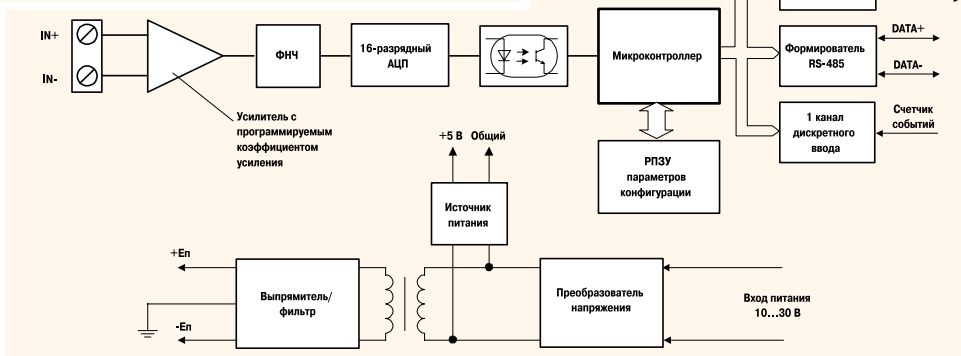 IN+
IN-
ФНЧ
16-разрядный
АЦП
Микроконтроллер
Формирователь
RS-485
DATA+
DATA-
Усилитель с
программируемым
коэффициентом
усиления
1 канал
дискретного
ввода
Счетчик
событий
+5 В
Общий
РПЗУ
параметров
конфигурации
Источник
питания
+Еп
-Еп
Выпрямитель/
фильтр
Преобразователь
напряжения
Вход питания
10...30 В